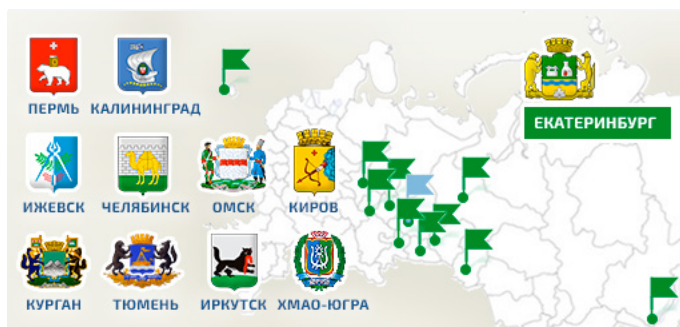 ЕКАТЕРИНБУРГ
ПЕРМЬ КАЛИНИНГРАД
ИЖЕВСК ЧЕЛЯБИНСК ОМСК КИРОВ
КУРГАН ТЮМЕНЬ ИРКУТСК ХМАО-ЮГРА